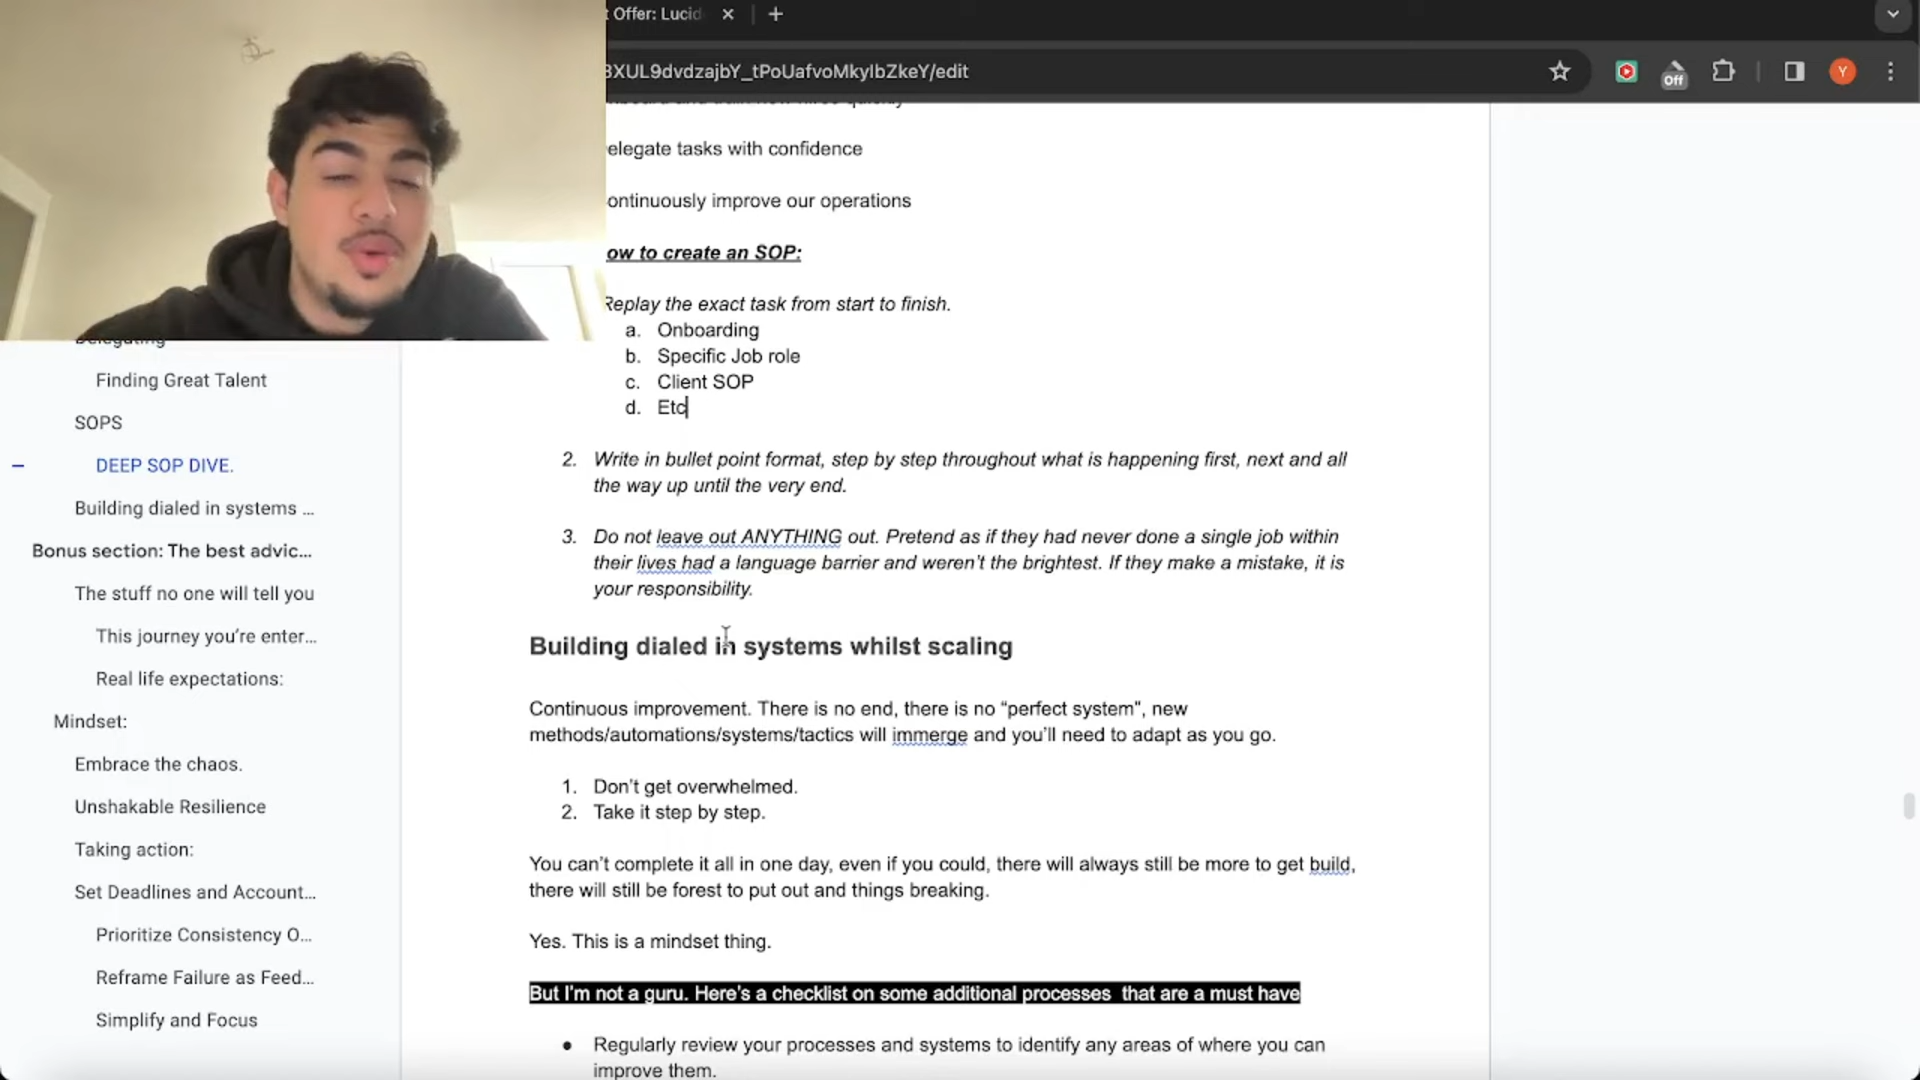 t Offer: Lucid
BXUL9dvdzajbY_tPoUafvoMkylbZkeY/edit
Off
Y
elegate tasks with confidence
ontinuously improve our operations
ow to create an SOP:
Replay the exact task from start to finish.
a. Onboarding
b. Specific Job role
c. Client SOP
d. Etc
2. Write in bullet point format, step by step throughout what is happening first, next and all
the way up until the very end.
3. Do not leave out ANYTHING out. Pretend as if they had never done a single job within
their lives had a language barrier and weren't the brightest. If they make a mistake, it is
your responsibility.
Building dialed in systems whilst scaling
Continuous improvement. There is no end, there is no “perfect system”, new
methods/automations/systems/tactics will immerge and you’ll need to adapt as you go.
1. Don’t get overwhelmed.
2. Take it step by step.
You can’t complete it all in one day, even if you could, there will always still be more to get build,
there will still be forest to put out and things breaking.
Yes. This is a mindset thing.
But I’m not a guru. Here’s a checklist on some additional processes  that are a must have
● Regularly review your processes and systems to identify any areas of where you can
improve them.
Delegating
Finding Great Talent
SOPS
DEEP SOP DIVE.
Building dialed in systems ...
Bonus section: The best advic...
The stuff no one will tell you
This journey you’re enter...
Real life expectations:
Mindset:
Embrace the chaos.
Unshakable Resilience
Taking action:
Set Deadlines and Account...
Prioritize Consistency O...
Reframe Failure as Feed...
Simplify and Focus